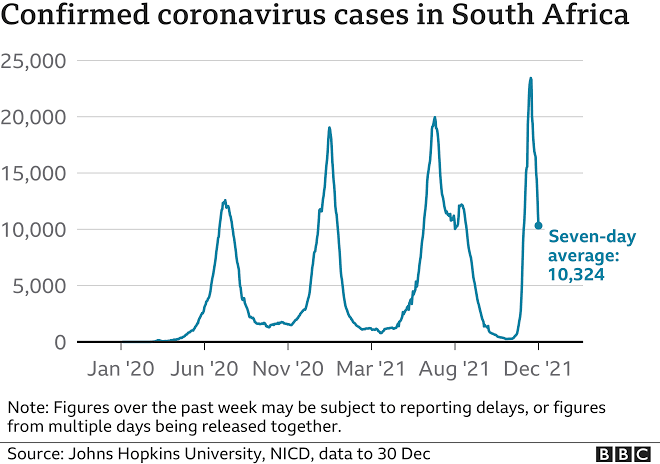 Confirmed coronavirus cases in South Africa
25,000
20,000
15,000
10,000
5,000
0
Seven-day
average:
10,324
Jan '20 Jun '20 Nov '20 Mar '21 Aug '21 Dec '21
Note: Figures over the past week may be subject to reporting delays, or figures
from multiple days being released together.
Source: Johns Hopkins University, NICD, data to 30 Dec
BBC